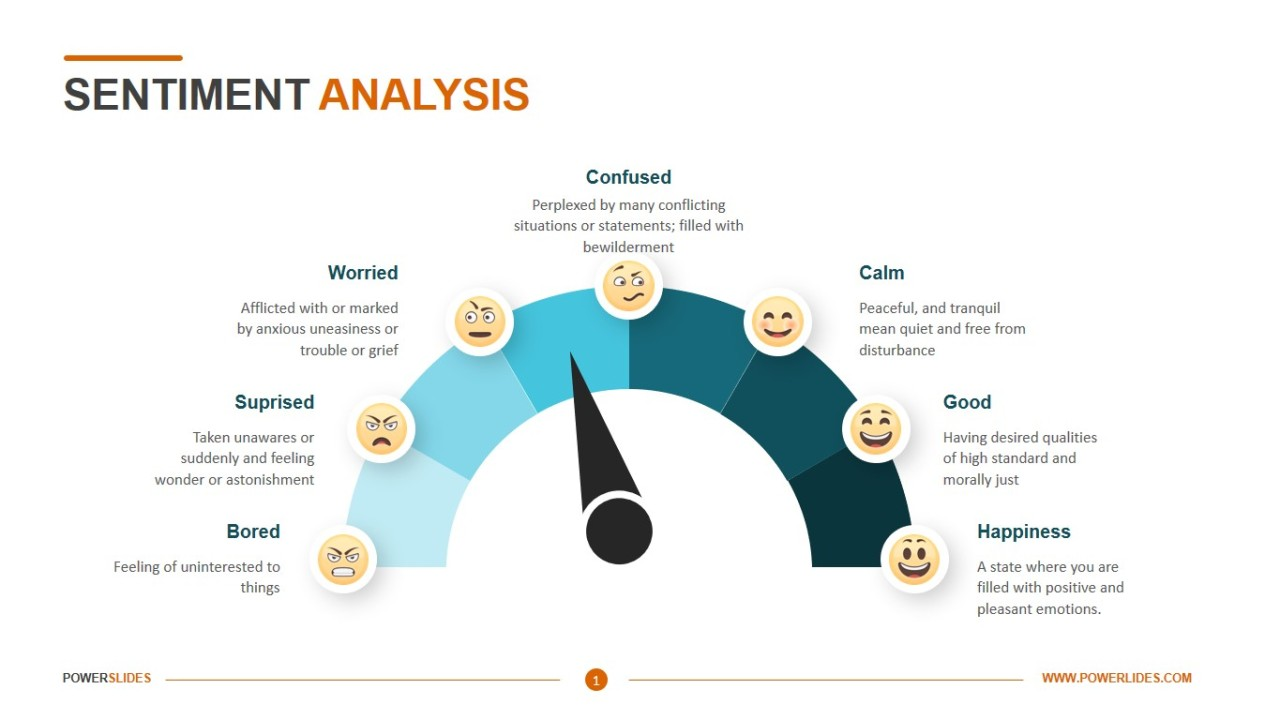 SENTIMENT ANALYSIS
Confused
Perplexed by many conflicting
situations or statements; filled with
bewilderment
Worried
Afflicted with or marked
by anxious uneasiness or
trouble or grief
Calm
Peaceful, and tranquil
mean quiet and free from
disturbance
Suprised
Taken unawares or
suddenly and feeling
wonder or astonishment
Good
Having desired qualities
of high standard and
morally just
Bored
Feeling of uninterested to
things
Happiness
A state where you are
filled with positive and
pleasant emotions.
POWERSLIDES
1
WWW.POWERLIDES.COM